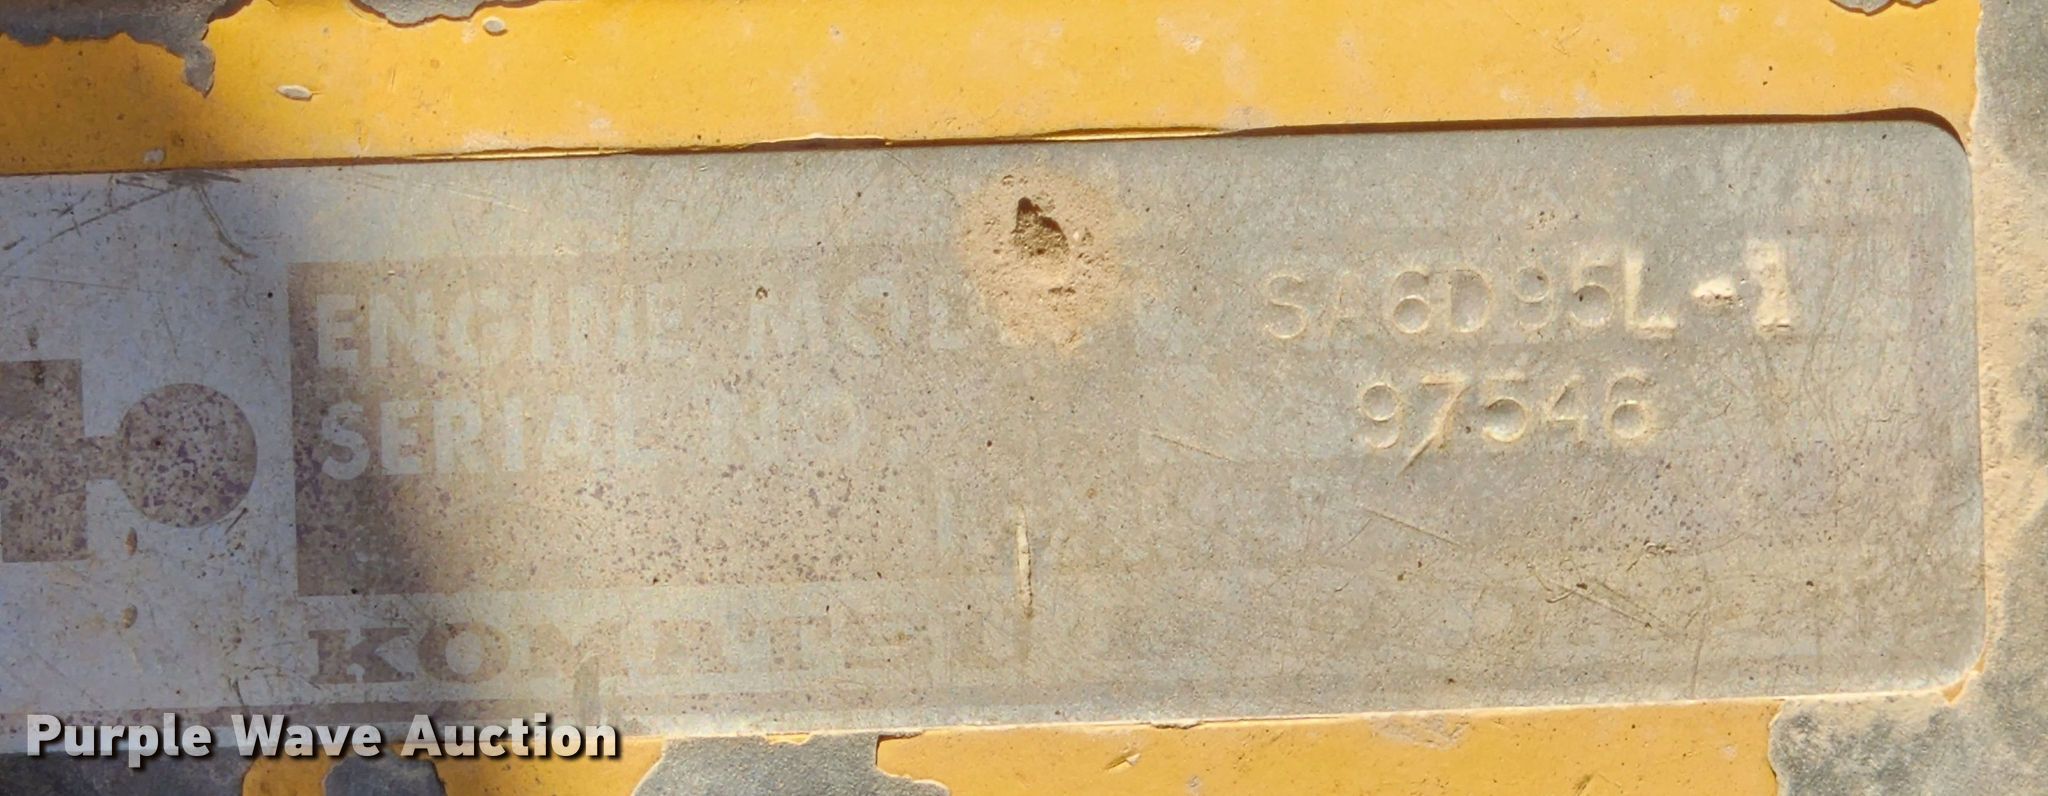 ENGINE MODEL SA6D95L-1
SERIAL NO. 97546
KOMATSU
Purple Wave Auction